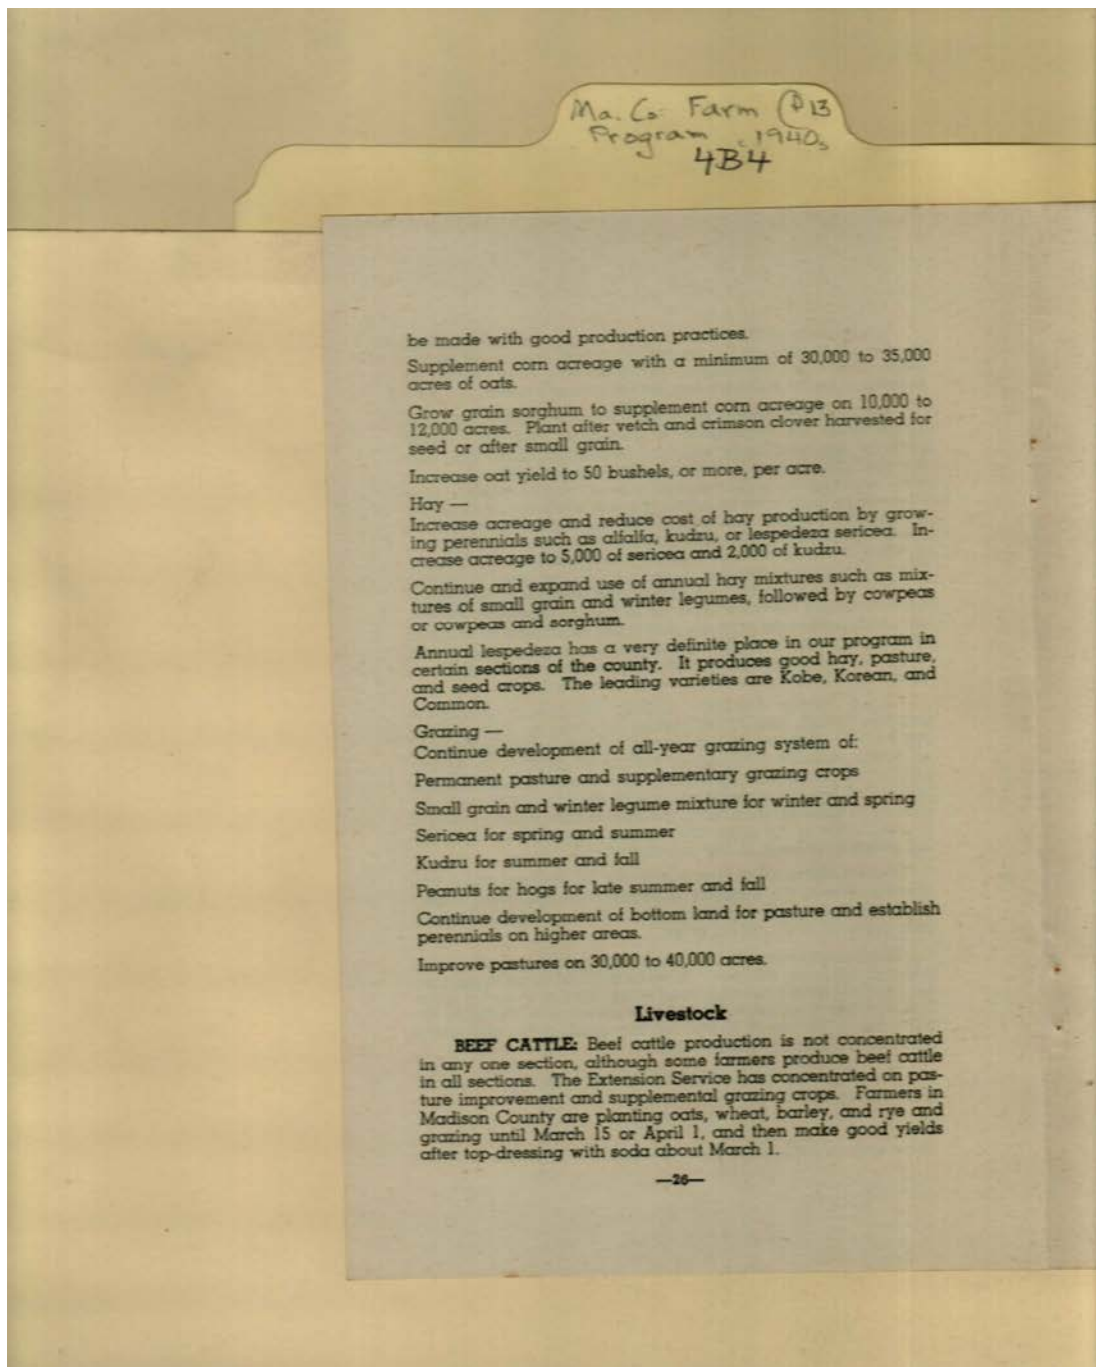 Ma. Co. Farm P 13
Program c. 1940s
4B4
be made with good production practices.
Supplement corn acreage with a minimum of 30,000 to 35,000
acres of oats.
Grow grain sorghum to supplement corn acreage on 10,000 to
12,000 acres. Plant after vetch and crimson clover harvested for
seed or after small grain.
Increase oat yield to 50 bushels, or more, per acre.
Hay —
Increase acreage and reduce cost of hay production by grow-
ing perennials such as alfalfa, kudzu, or lespedeza sericea. In-
crease acreage to 5,000 of sericea and 2,000 of kudzu.
Continue and expand use of annual hay mixtures such as mix-
tures of small grain and winter legumes, followed by cowpeas
or cowpeas and sorghum.
Annual lespedeza has a very definite place in our program in
certain sections of the county. It produces good hay, pasture,
and seed crops. The leading varieties are Kobe, Korean, and
Common.
Grazing —
Continue development of all-year grazing system of:
Permanent pasture and supplementary grazing crops
Small grain and winter legume mixture for winter and spring
Sericea for spring and summer
Kudzu for summer and fall
Peanuts for hogs for late summer and fall
Continue development of bottom land for pasture and establish
perennials on higher areas.
Improve pastures on 30,000 to 40,000 acres.
Livestock
BEEF CATTLE: Beef cattle production is not concentrated
in any one section, although some farmers produce beef cattle
in all sections. The Extension Service has concentrated on pas-
ture improvement and supplemental grazing crops. Farmers in
Madison County are planting oats, wheat, barley, and rye and
grazing until March 15 or April 1, and then make good yields
after top-dressing with soda about March 1.
—26—